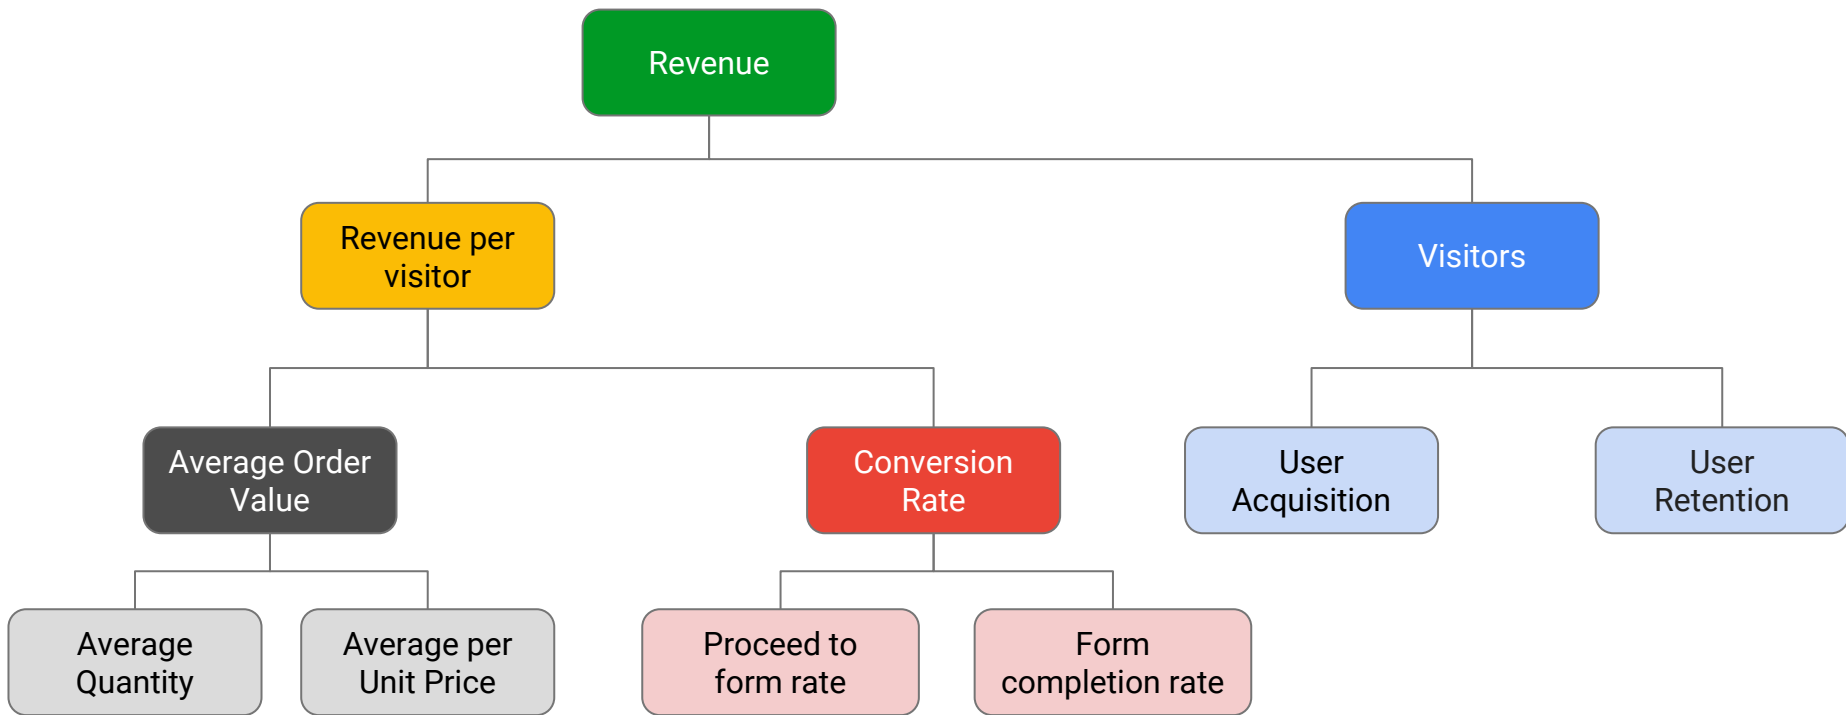 Revenue
Revenue per
visitor
Visitors
Average Order
Value
Conversion
Rate
User
Acquisition
User
Retention
Average
Quantity
Average per
Unit Price
Proceed to
form rate
Form
completion rate